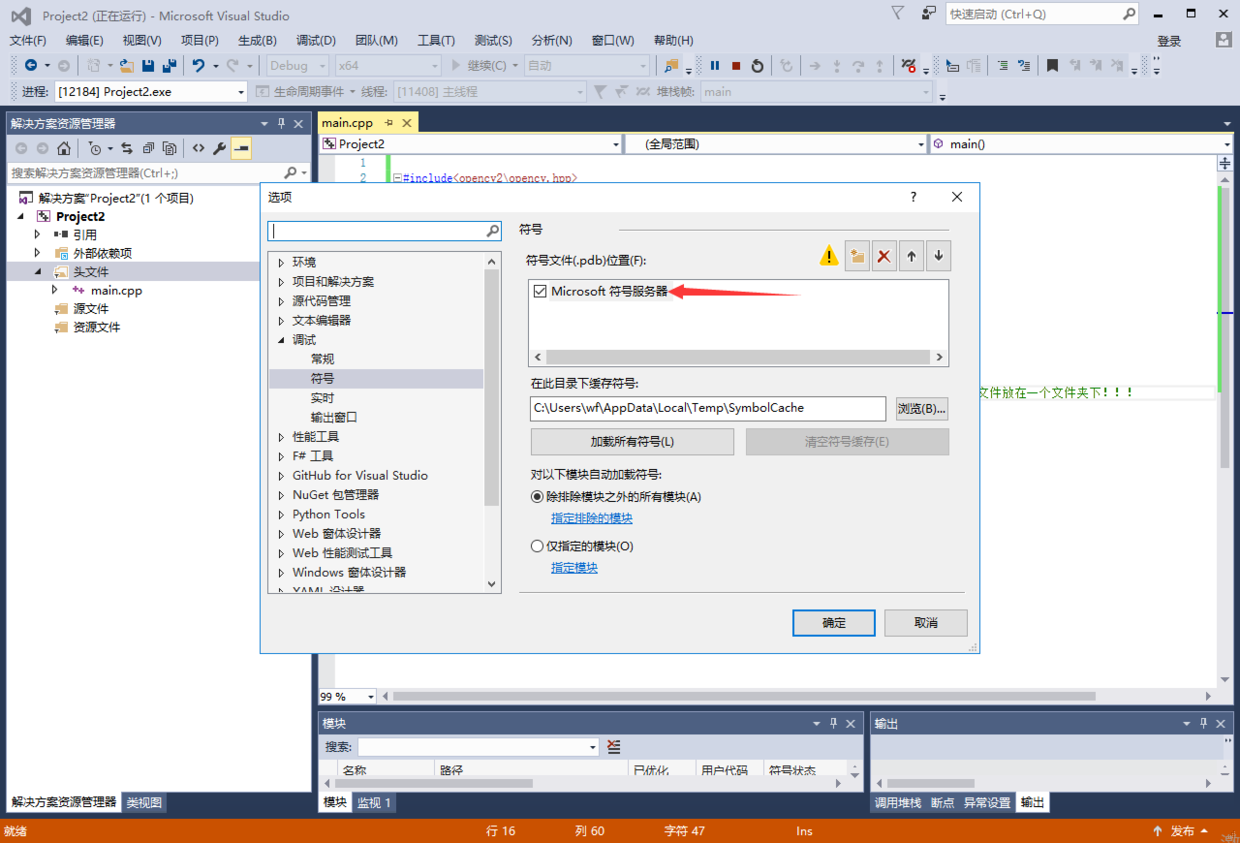 Project2 (正在运行) - Microsoft Visual Studio
快速启动 (Ctrl+Q)
文件(F) 编辑(E) 视图(V) 项目(P) 生成(B) 调试(D) 团队(M) 工具(T) 测试(S) 分析(N) 窗口(W) 帮助(H) 登录
Debug x64 继续(C) 自动
进程: [12184] Project2.exe 生命周期事件 线程: [11408] 主线程 堆栈帧: main
解决方案资源管理器
main.cpp
Project2 (全局范围) main()
搜索解决方案资源管理器(Ctrl+;)
解决方案"Project2"(1 个项目)
Project2
引用
外部依赖项
头文件
main.cpp
源文件
资源文件
1
2 #include<opencv2\opencv.hpp>
文件放在一个文件夹下!!!
选项
?
环境
项目和解决方案
源代码管理
文本编辑器
调试
常规
符号
实时
输出窗口
性能工具
F# 工具
GitHub for Visual Studio
NuGet 包管理器
Python Tools
Web 窗体设计器
Web 性能测试工具
Windows 窗体设计器
XAML 设计器
符号
符号文件(.pdb)位置(F):
Microsoft 符号服务器
在此目录下缓存符号:
C:\Users\wf\AppData\Local\Temp\SymbolCache
浏览(B)...
加载所有符号(L) 清空符号缓存(E)
对以下模块自动加载符号:
除排除模块之外的所有模块(A)
指定排除的模块
仅指定的模块(O)
指定模块
确定 取消
99 %
模块
搜索:
名称 路径 已优化 用户代码 符号状态
模块 监视 1
输出
调用堆栈 断点 异常设置 输出
解决方案资源管理器 类视图
就绪 行 16 列 60 字符 47 Ins 发布